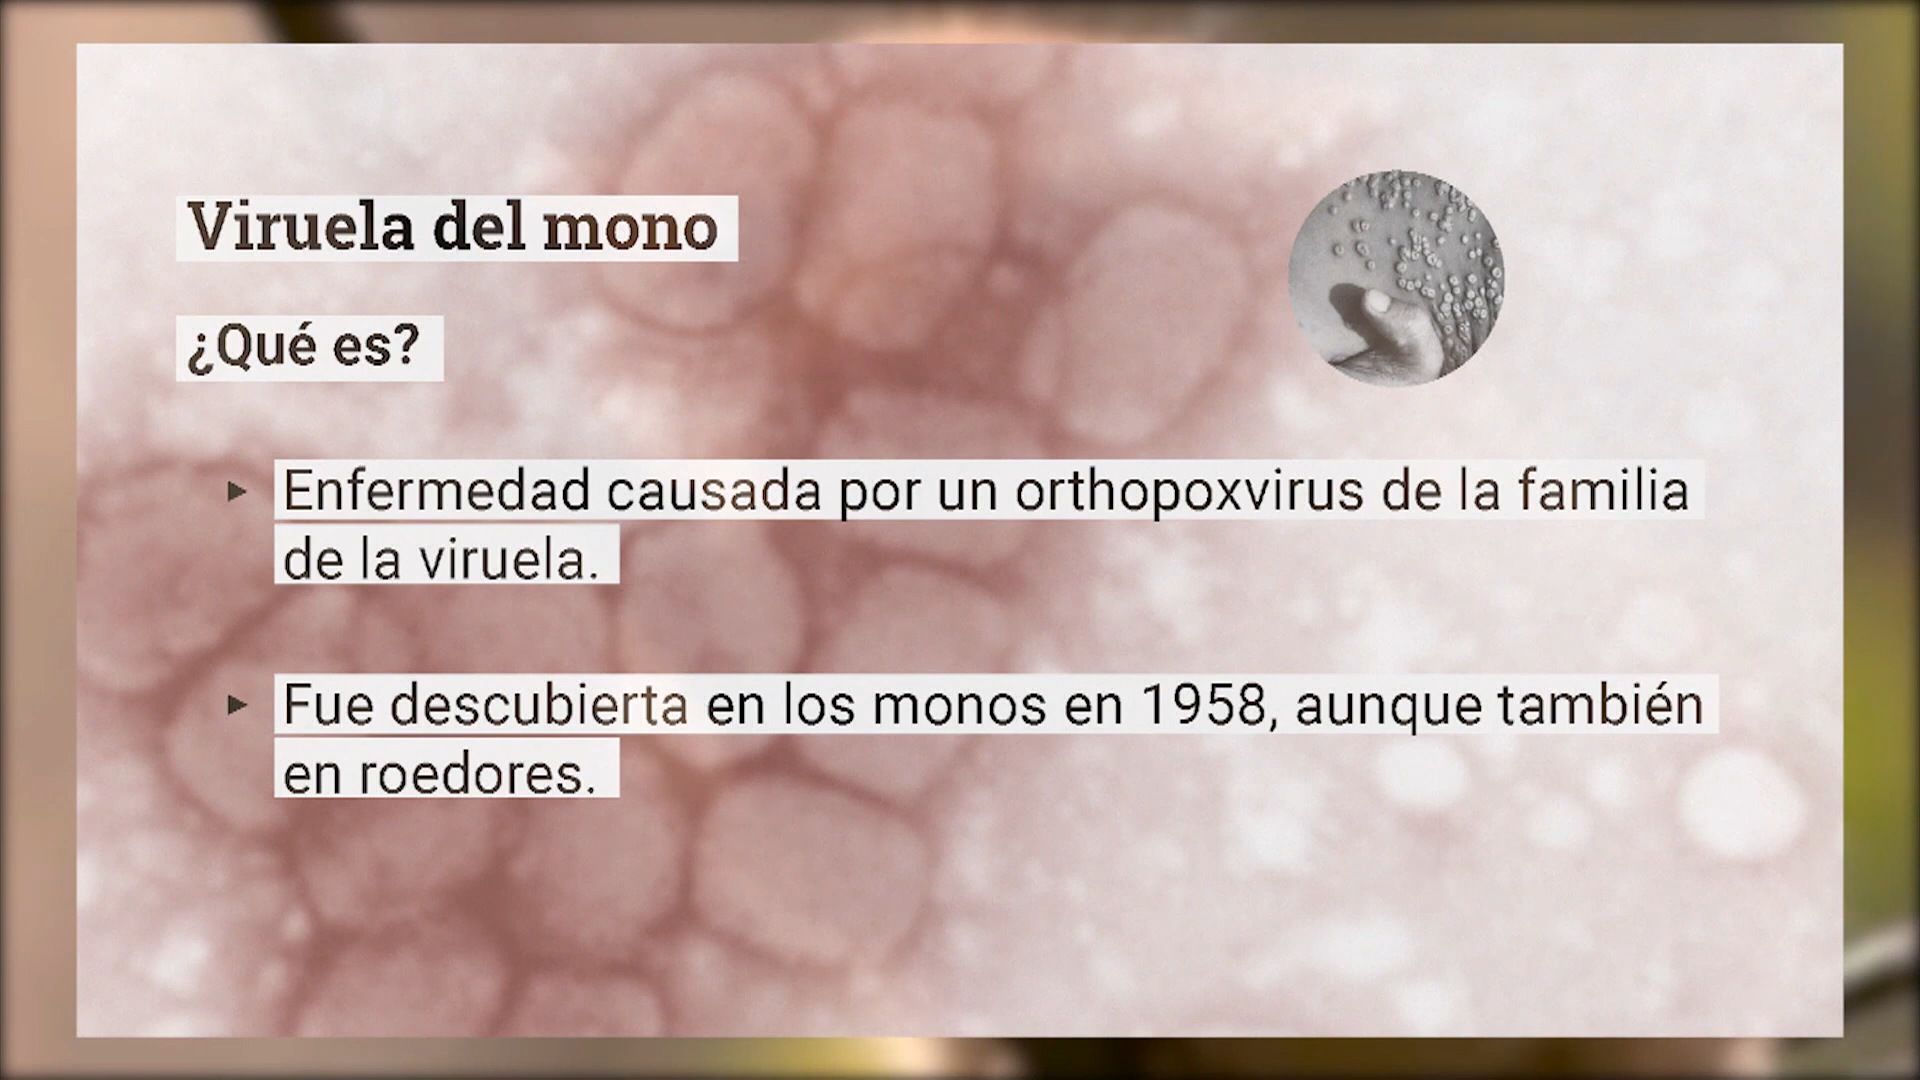 Viruela del mono
¿Qué es?
▸ Enfermedad causada por un orthopoxvirus de la familia
de la viruela.
▸ Fue descubierta en los monos en 1958, aunque también
en roedores.